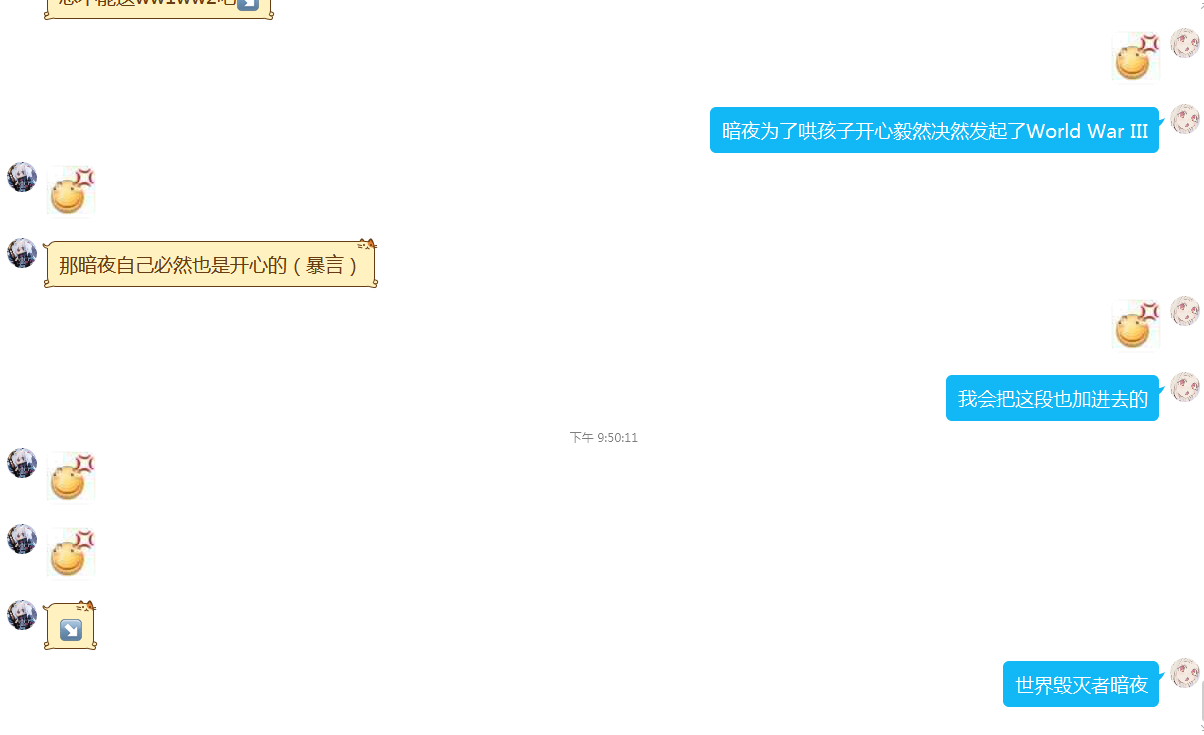 暗夜为了哄孩子开心毅然决然发起了World War III
那暗夜自己必然也是开心的（暴言）
我会把这段也加进去的
下午 9:50:11
世界毁灭者暗夜